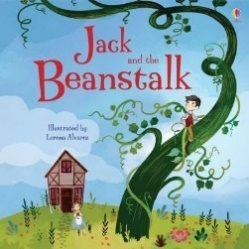 Jack
and the
Beanstalk
Illustrated by
Lorena Alvarez